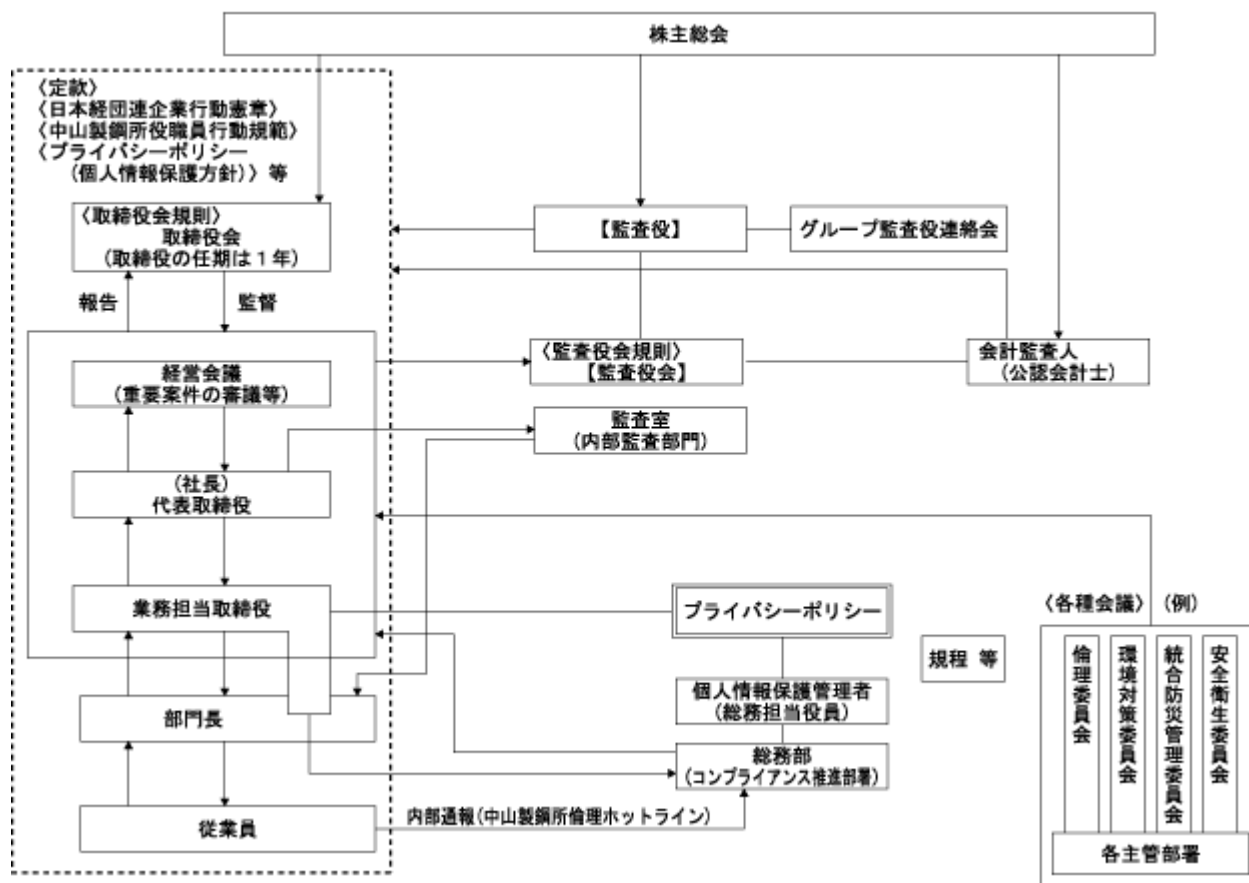 株主総会
〈定款〉
〈日本経団連企業行動憲章〉
〈中山製鋼所役職員行動規範〉
〈プライバシーポリシー
(個人情報保護方針)〉等
〈取締役会規則〉
取締役会
(取締役の任期は1年)
【監査役】
グループ監査役連絡会
報告
監督
〈監査役会規則〉
【監査役会】
会計監査人
(公認会計士)
経営会議
(重要案件の審議等)
監査室
(内部監査部門)
(社長)
代表取締役
業務担当取締役
プライバシーポリシー
〈各種会議〉(例)
規程 等
倫理委員会
環境対策委員会
統合防災管理委員会
安全衛生委員会
個人情報保護管理者
(総務担当役員)
部門長
総務部
(コンプライアンス推進部署)
内部通報(中山製鋼所倫理ホットライン)
従業員
各主管部署